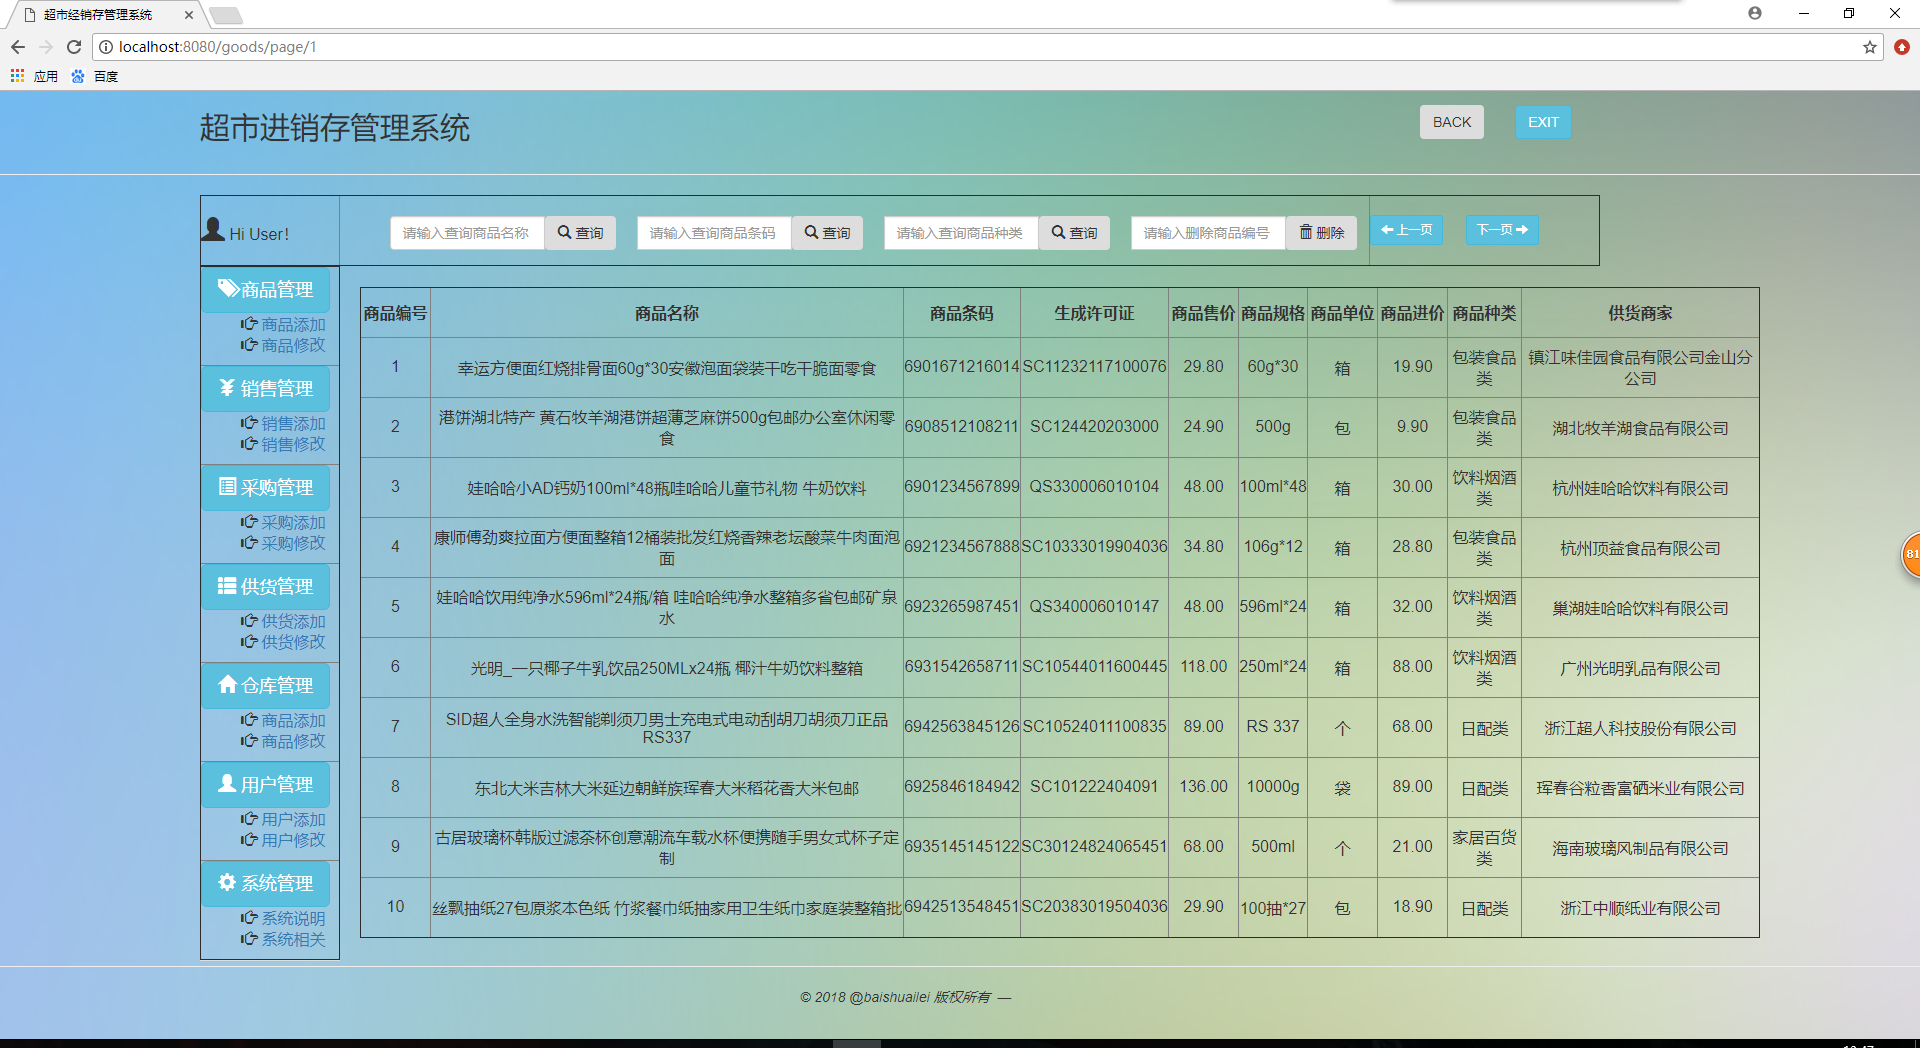 超市经销存管理系统
localhost:8080/goods/page/1
应用 百度
超市进销存管理系统
BACK EXIT
Hi User!
请输入查询商品名称 查询 请输入查询商品条码 查询 请输入查询商品种类 查询 请输入删除商品编号 删除 上一页 下一页
商品管理
商品添加
商品修改
销售管理
销售添加
销售修改
采购管理
采购添加
采购修改
供货管理
供货添加
供货修改
仓库管理
商品添加
商品修改
用户管理
用户添加
用户修改
系统管理
系统说明
系统相关
商品编号 商品名称 商品条码 生成许可证 商品售价 商品规格 商品单位 商品进价 商品种类 供货商家
1 幸运方便面红烧排骨面60g*30安徽泡面袋装干吃干脆面零食 6901671216014 SC11232117100076 29.80 60g*30 箱 19.90 包装食品类 镇江味佳园食品有限公司金山分公司
2 港饼湖北特产 黄石牧羊湖港饼超薄芝麻饼500g包邮办公室休闲零食 6908512108211 SC124420203000 24.90 500g 包 9.90 包装食品类 湖北牧羊湖食品有限公司
3 娃哈哈小AD钙奶100ml*48瓶哇哈哈儿童节礼物 牛奶饮料 6901234567899 QS330006010104 48.00 100ml*48 箱 30.00 饮料烟酒类 杭州娃哈哈饮料有限公司
4 康师傅劲爽拉面方便面整箱12桶装批发红烧香辣老坛酸菜牛肉面泡面 6921234567888 SC10333019904036 34.80 106g*12 箱 28.80 包装食品类 杭州顶益食品有限公司
5 娃哈哈饮用纯净水596ml*24瓶/箱 哇哈哈纯净水整箱多省包邮矿泉水 6923265987451 QS340006010147 48.00 596ml*24 箱 32.00 饮料烟酒类 巢湖娃哈哈饮料有限公司
6 光明_一只椰子牛乳饮品250MLx24瓶 椰汁牛奶饮料整箱 6931542658711 SC10544011600445 118.00 250ml*24 箱 88.00 饮料烟酒类 广州光明乳品有限公司
7 SID超人全身水洗智能剃须刀男士充电式电动刮胡刀胡须刀正品RS337 6942563845126 SC10524011100835 89.00 RS 337 个 68.00 日配类 浙江超人科技股份有限公司
8 东北大米吉林大米延边朝鲜族珲春大米稻花香大米包邮 6925846184942 SC101222404091 136.00 10000g 袋 89.00 日配类 珲春谷粒香富硒米业有限公司
9 古居玻璃杯韩版过滤茶杯创意潮流车载水杯便携随手男女式杯子定制 6935145145122 SC30124824065451 68.00 500ml 个 21.00 家居百货类 海南玻璃风制品有限公司
10 丝飘抽纸27包原浆本色纸 竹浆餐巾纸抽家用卫生纸巾家庭装整箱批 6942513548451 SC20383019504036 29.90 100抽*27 包 18.90 日配类 浙江中顺纸业有限公司
81
© 2018 @baishuailei 版权所有 —